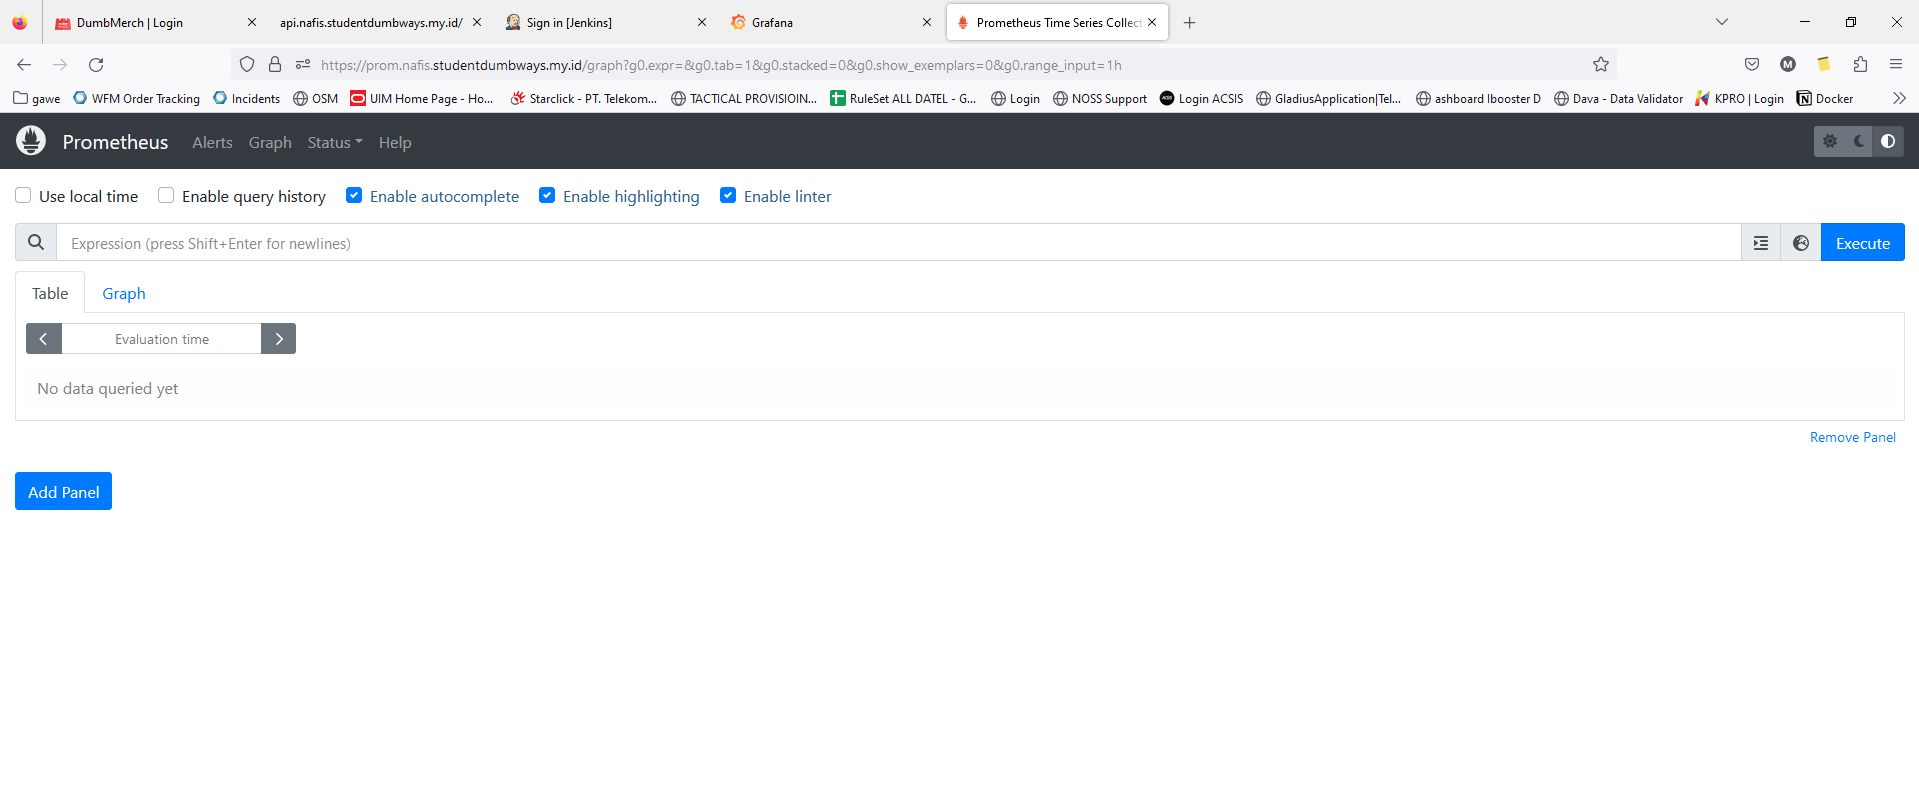 DumbMerch | Login
api.nafis.studentdumbways.my.id/
Sign in [Jenkins]
Grafana
Prometheus Time Series Collect
https://prom.nafis.studentdumbways.my.id/graph?g0.expr=&g0.tab=1&g0.stacked=0&g0.show_exemplars=0&g0.range_input=1h
M
gawe WFM Order Tracking Incidents OSM UIM Home Page - Ho... Starclick - PT. Telekom... TACTICAL PROVISIOIN... RuleSet ALL DATEL - G... Login NOSS Support Login ACSIS GladiusApplication|Tel... ashboard Ibooster D Dava - Data Validator KPRO | Login Docker
Prometheus Alerts Graph Status Help
Use local time Enable query history Enable autocomplete Enable highlighting Enable linter
Expression (press Shift+Enter for newlines) Execute
Table Graph
Evaluation time
No data queried yet
Remove Panel
Add Panel